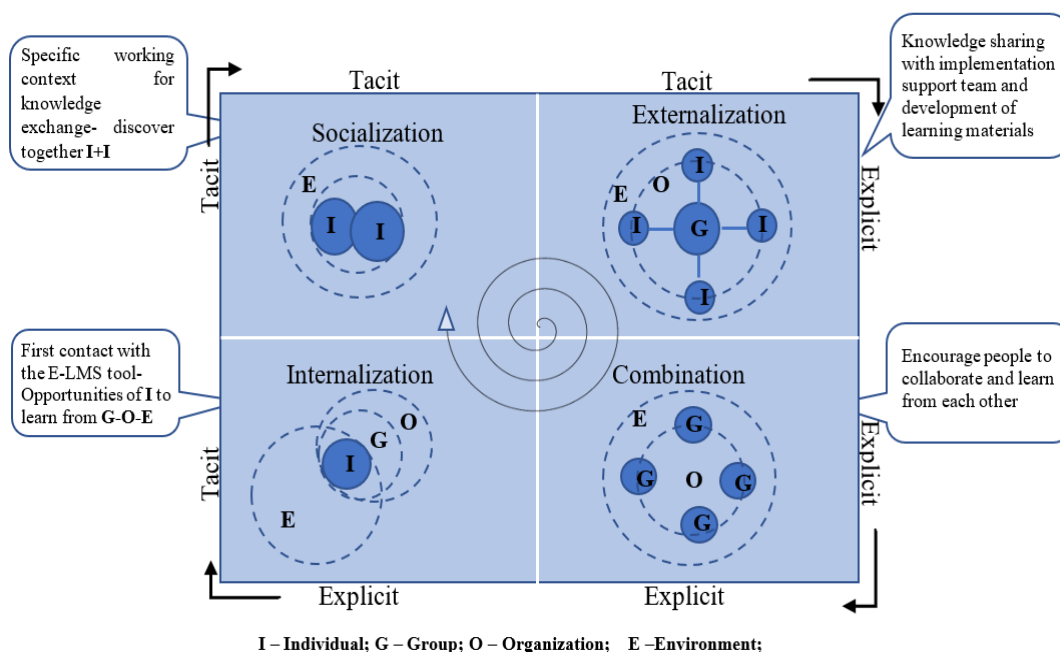 Specific working
context for
knowledge
exchange- discover
together I+I
Tacit
Tacit
Knowledge sharing
with implementation
support team and
development of
learning materials
Tacit
Socialization
E
I
I
Externalization
E
O
I
I
G
I
I
Explicit
First contact with
the E-LMS tool-
Opportunities of I to
learn from G-O-E
Tacit
Internalization
O
G
I
E
Combination
E
G
G
O
G
G
Explicit
Encourage people to
collaborate and learn
from each other
Explicit
Explicit
I – Individual; G – Group; O – Organization; E –Environment;